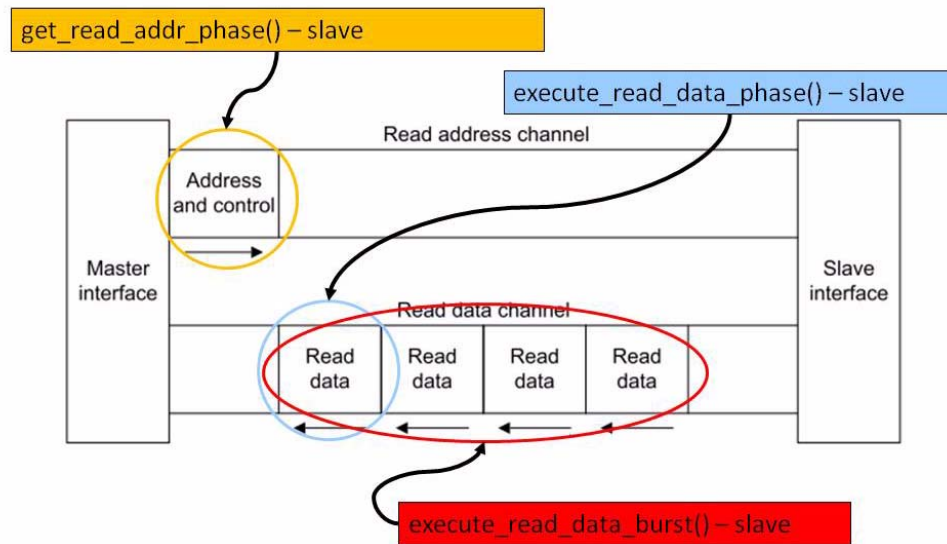 get_read_addr_phase() – slave
execute_read_data_phase() – slave
Read address channel
Address
and control
Master
interface
Slave
interface
Read data channel
Read
data
Read
data
Read
data
Read
data
execute_read_data_burst() – slave